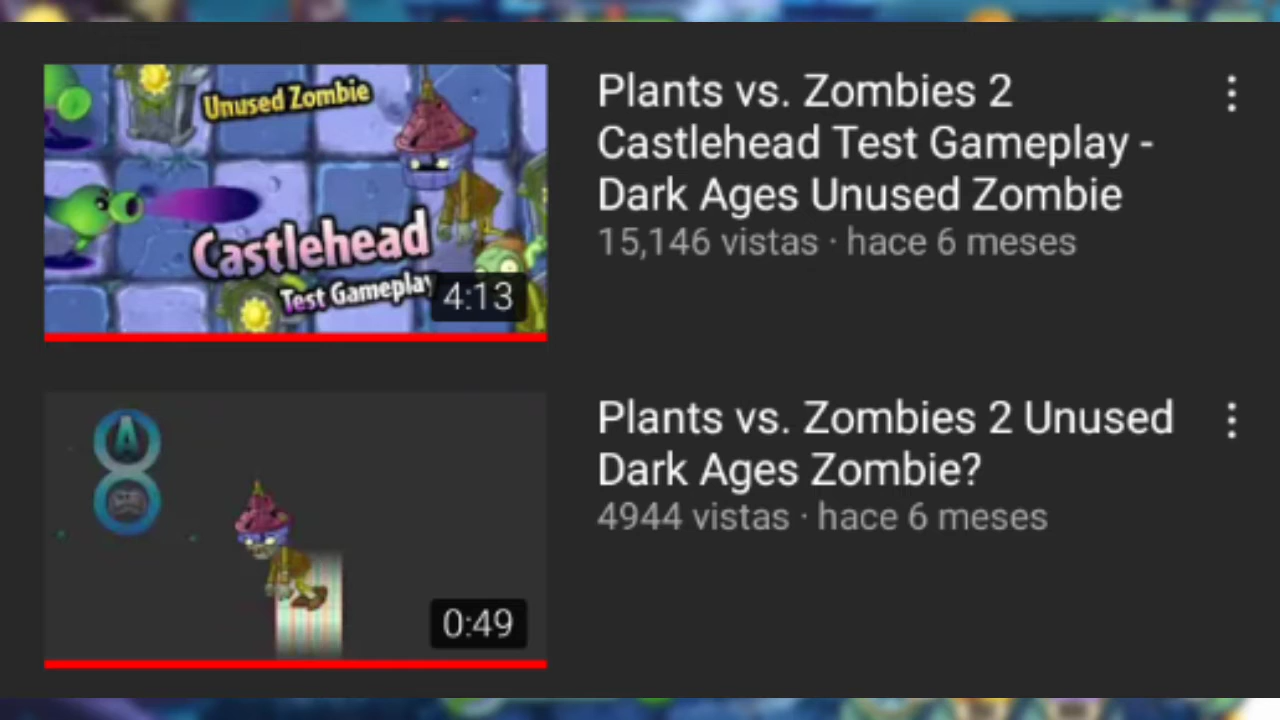 Unused Zombie
Castlehead
Test Gameplay
4:13
Plants vs. Zombies 2
Castlehead Test Gameplay -
Dark Ages Unused Zombie
15,146 vistas · hace 6 meses
A
0:49
Plants vs. Zombies 2 Unused
Dark Ages Zombie?
4944 vistas · hace 6 meses